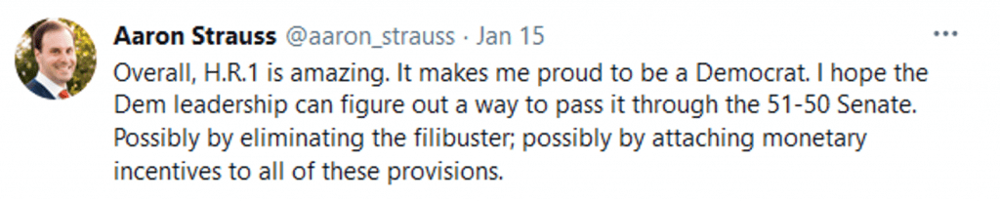 Aaron Strauss @aaron_strauss · Jan 15
Overall, H.R.1 is amazing. It makes me proud to be a Democrat. I hope the
Dem leadership can figure out a way to pass it through the 51-50 Senate.
Possibly by eliminating the filibuster; possibly by attaching monetary
incentives to all of these provisions.